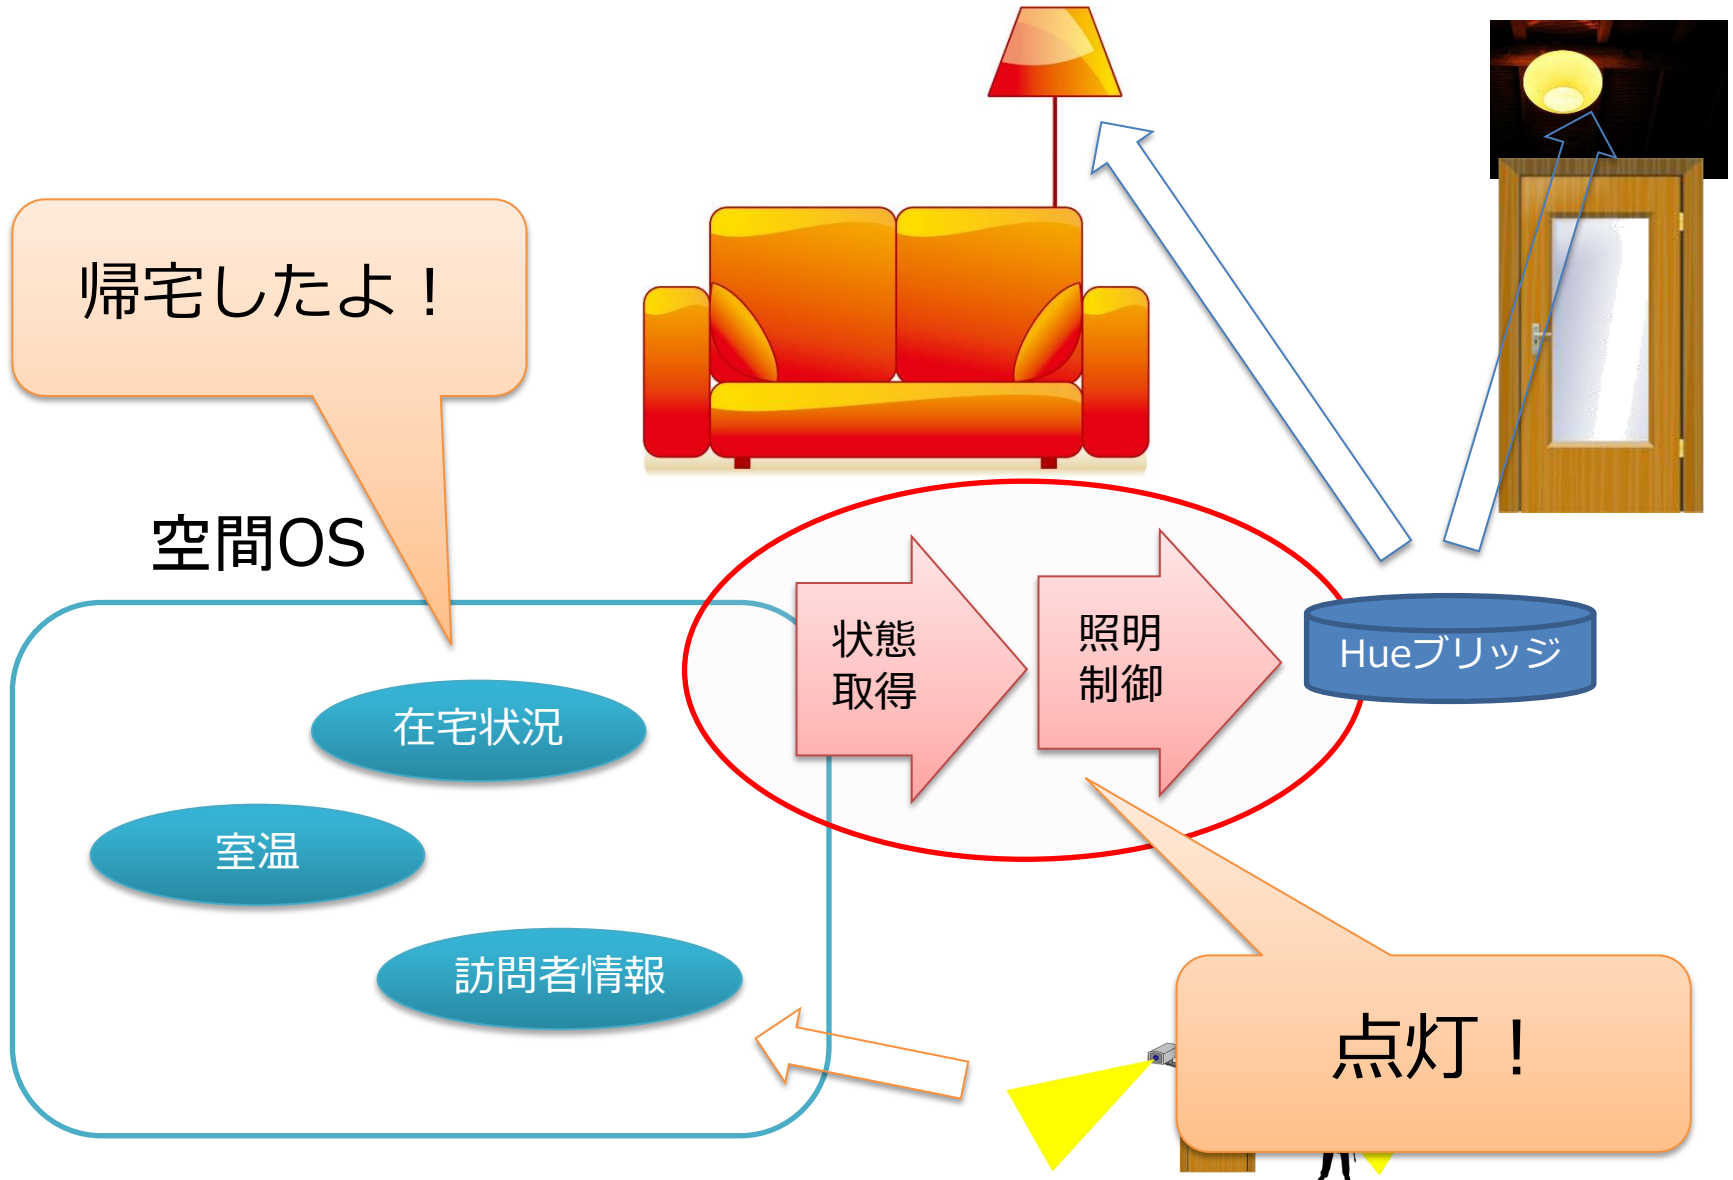 帰宅したよ！
空間OS
状態
取得
照明
制御
Hueブリッジ
在宅状況
室温
訪問者情報
点灯！